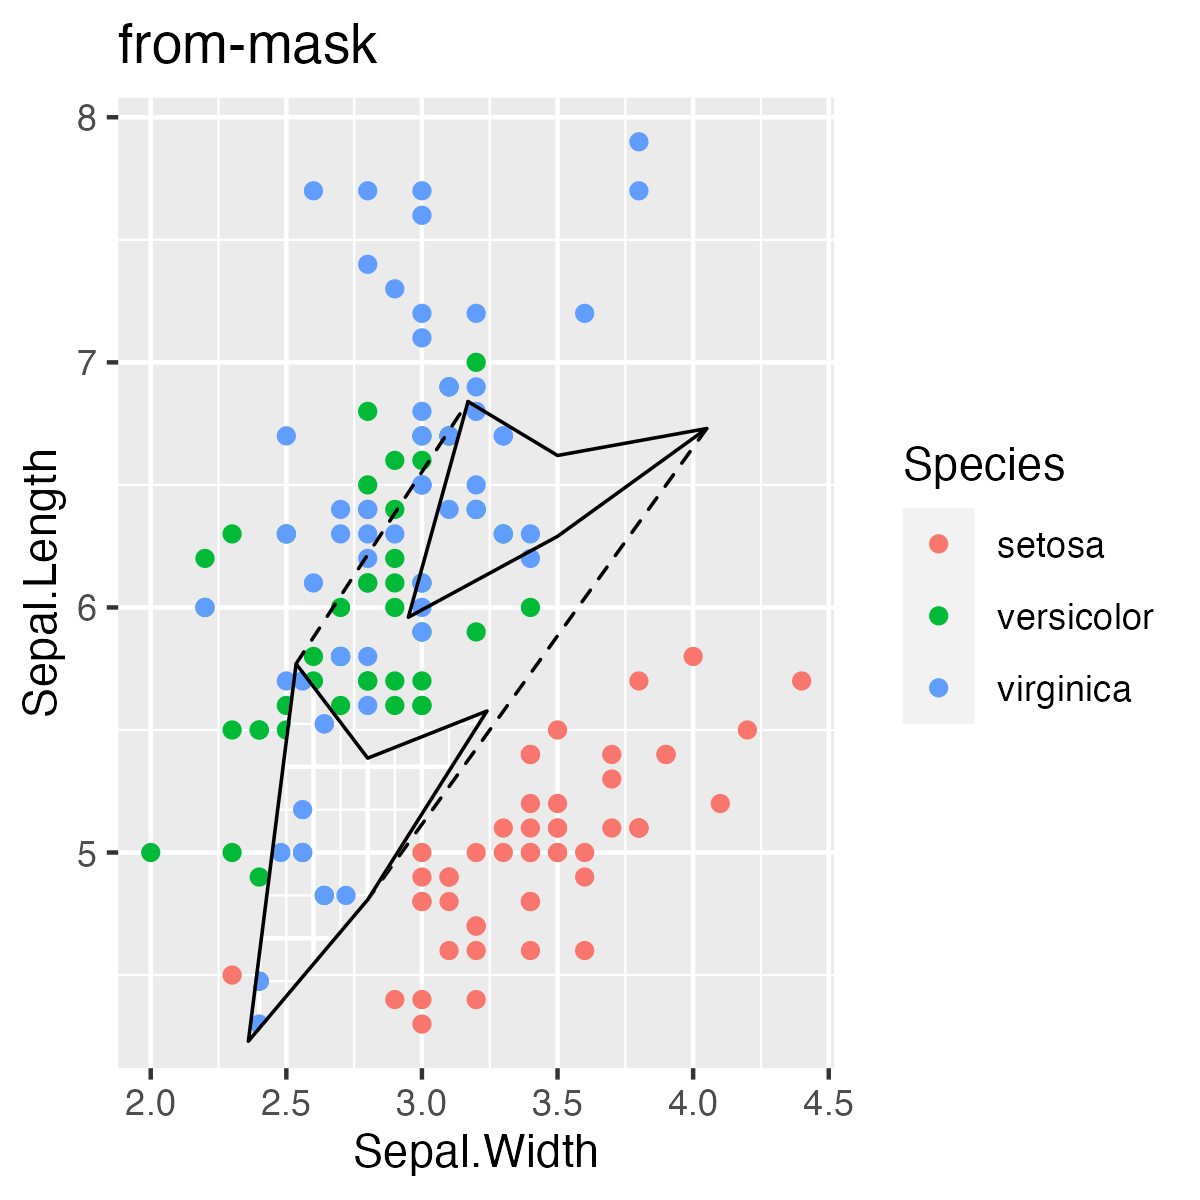 from-mask
8
7
6
5
Sepal.Length
2.0 2.5 3.0 3.5 4.0 4.5
Sepal.Width
Species
setosa
versicolor
virginica